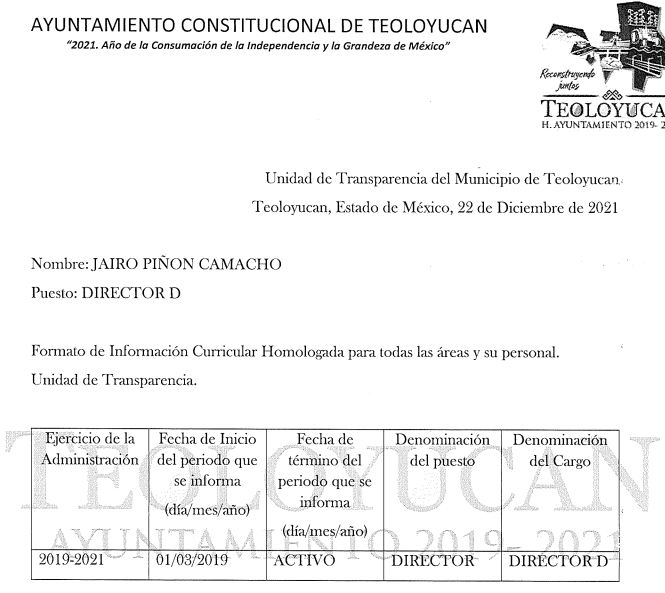 AYUNTAMIENTO CONSTITUCIONAL DE TEOLOYUCAN
"2021. Año de la Consumación de la Independencia y la Grandeza de México"
Reconstruyendo
juntos
TEOLOYUCA
H. AYUNTAMIENTO 2019- 2
Unidad de Transparencia del Municipio de Teoloyucan.
Teoloyucan, Estado de México, 22 de Diciembre de 2021
Nombre: JAIRO PIÑON CAMACHO
Puesto: DIRECTOR D
Formato de Información Curricular Homologada para todas las áreas y su personal.
Unidad de Transparencia.
TEOLOYUCAN
AYUNTAMIENTO 2019- 2021
Ejercicio de la Administración
Fecha de Inicio del periodo que se informa (día/mes/año)
Fecha de término del periodo que se informa (día/mes/año)
Denominación del puesto
Denominación del Cargo
2019-2021 01/03/2019 ACTIVO DIRECTOR DIRECTOR D